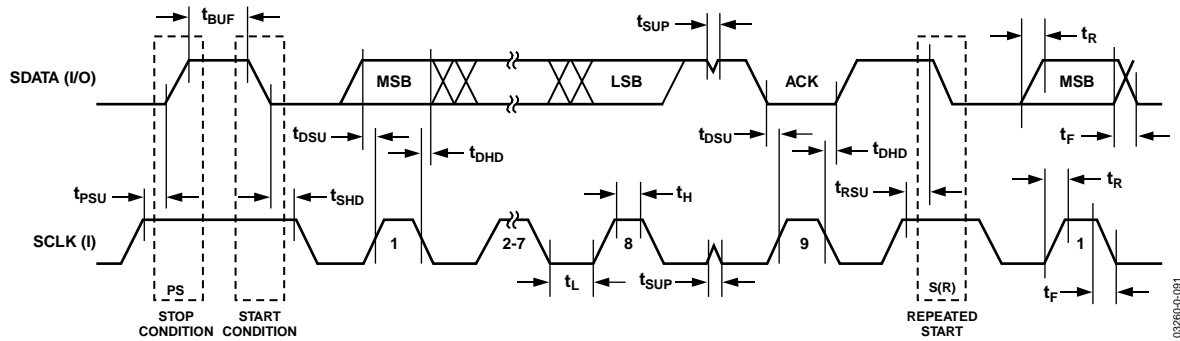 tBUF
tSUP
tR
SDATA (I/O)
MSB
LSB
ACK
MSB
tDSU
tDHD
tDSU
tDHD
tF
tPSU
tSHD
tH
tRSU
tR
SCLK (I)
1
2-7
8
9
1
PS
tL
tSUP
S(R)
tF
STOP
CONDITION
START
CONDITION
REPEATED
START
03260-0-091